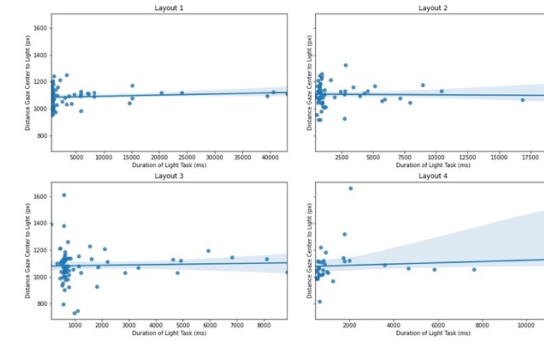 Layout 1
Distance Gaze Center to Light (px)
1600
1400
1200
1000
800
5000 10000 15000 20000 25000 30000 35000 40000
Duration of Light Task (ms)
Layout 2
Distance Gaze Center to Light (px)
2500 5000 7500 10000 12500 15000 17500
Duration of Light Task (ms)
Layout 3
Distance Gaze Center to Light (px)
1600
1400
1200
1000
800
1000 2000 3000 4000 5000 6000 7000 8000
Duration of Light Task (ms)
Layout 4
Distance Gaze Center to Light (px)
2000 4000 6000 8000 10000
Duration of Light Task (ms)